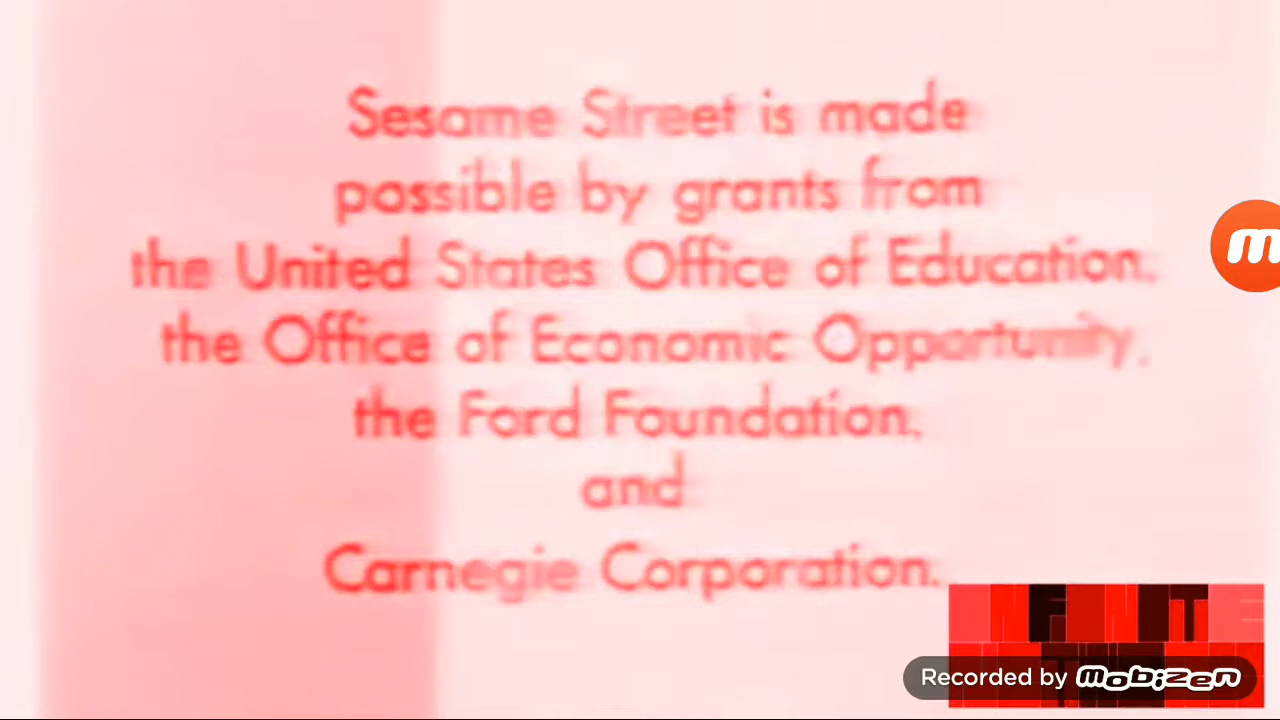 Sesame Street is made
possible by grants from
the United States Office of Education,
the Office of Economic Opportunity,
the Ford Foundation,
and
Carnegie Corporation.
Recorded by mobizen